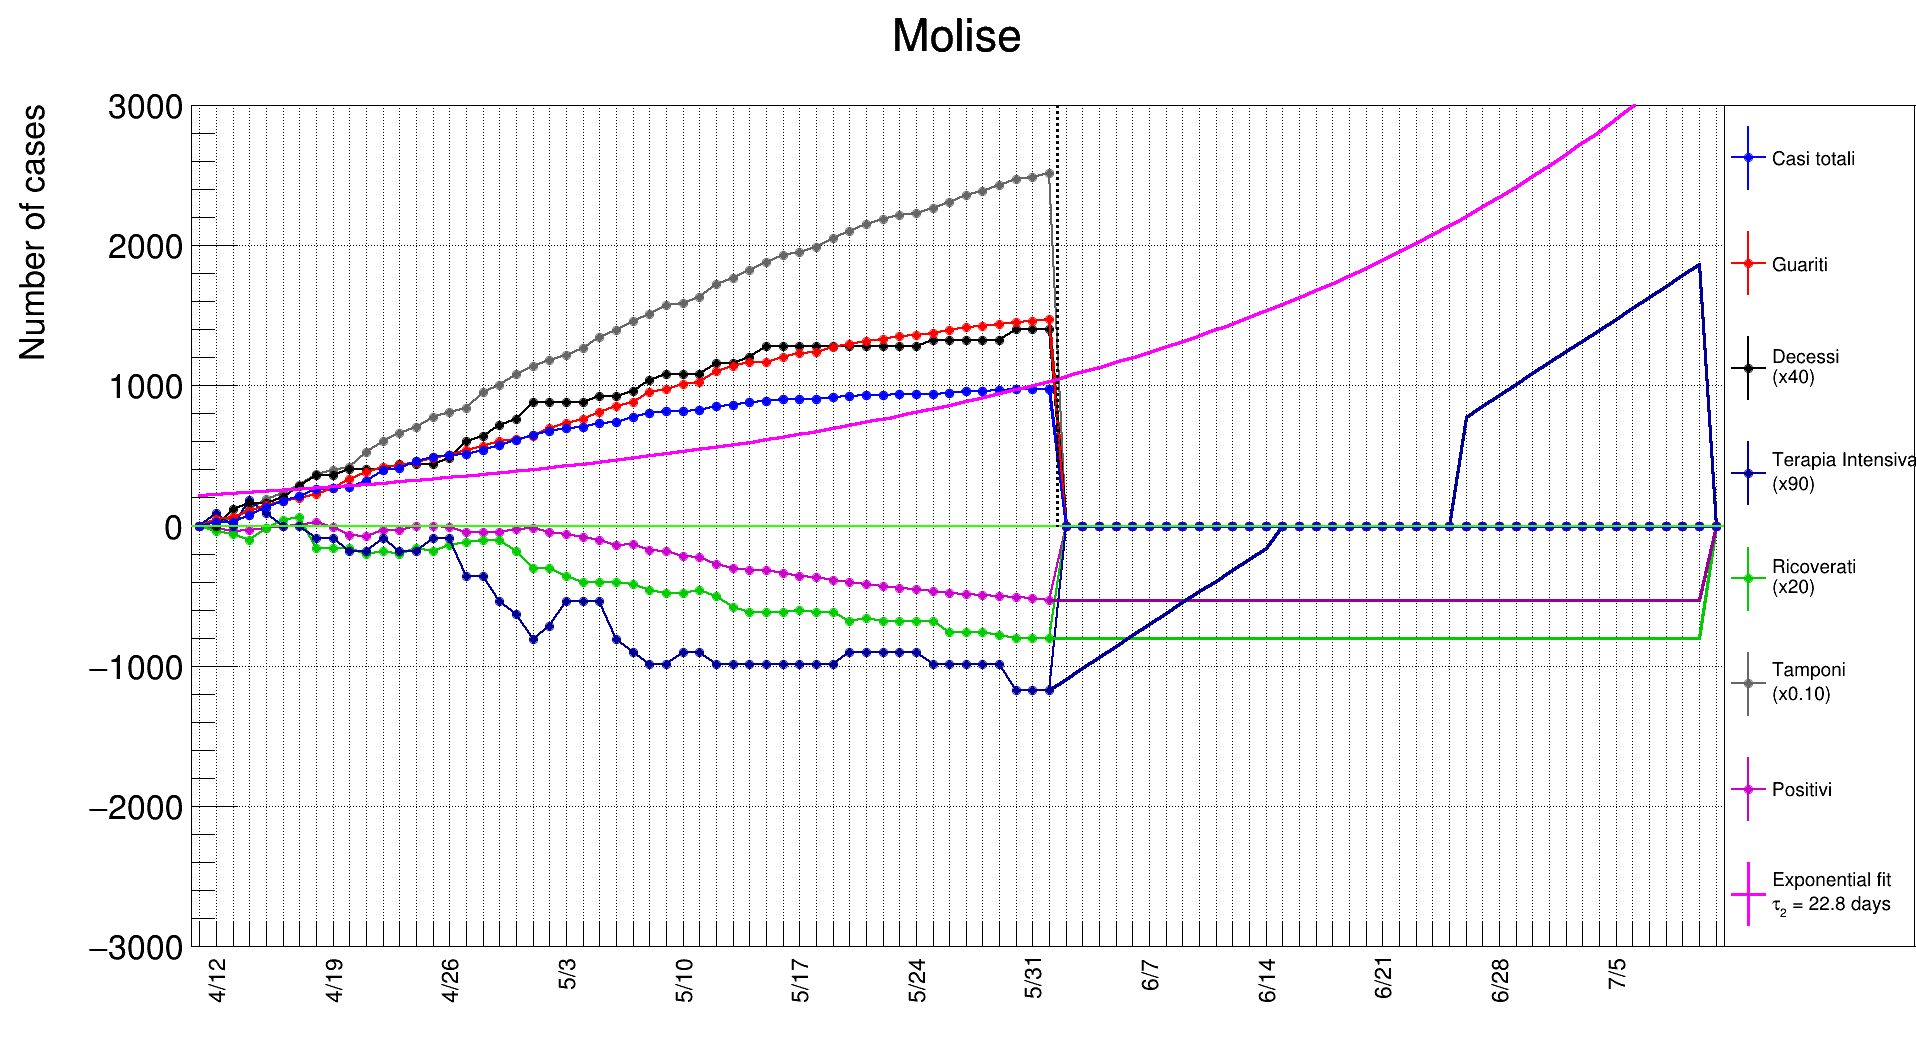 Molise
Number of cases
3000
2000
1000
0
−1000
−2000
−3000
4/12
4/19
4/26
5/3
5/10
5/17
5/24
5/31
6/7
6/14
6/21
6/28
7/5
Casi totali
Guariti
Decessi
(x40)
Terapia Intensiva
(x90)
Ricoverati
(x20)
Tamponi
(x0.10)
Positivi
Exponential fit
τ2 = 22.8 days